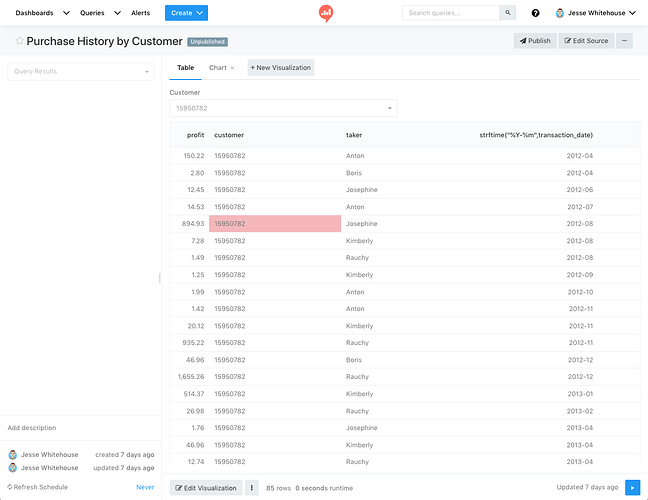 Dashboards Queries Alerts Create Search queries... Jesse Whitehouse
Purchase History by Customer Unpublished Publish Edit Source
Query Results
Table Chart + New Visualization
Customer
15950782
profit customer taker strftime("%Y-%m",transaction_date)
150.22 15950782 Anton 2012-04
2.80 15950782 Boris 2012-04
12.45 15950782 Josephine 2012-06
14.53 15950782 Anton 2012-07
894.93 15950782 Josephine 2012-08
7.28 15950782 Kimberly 2012-08
1.49 15950782 Rauchy 2012-08
1.25 15950782 Kimberly 2012-09
1.99 15950782 Anton 2012-10
1.42 15950782 Anton 2012-11
20.12 15950782 Kimberly 2012-11
935.22 15950782 Rauchy 2012-11
46.96 15950782 Boris 2012-12
1,655.26 15950782 Rauchy 2012-12
514.37 15950782 Kimberly 2013-01
26.98 15950782 Rauchy 2013-02
1.76 15950782 Josephine 2013-04
46.96 15950782 Kimberly 2013-04
12.74 15950782 Rauchy 2013-04
Add description
Jesse Whitehouse created 7 days ago
Jesse Whitehouse updated 7 days ago
Refresh Schedule Never
Edit Visualization 85 rows 0 seconds runtime Updated 7 days ago